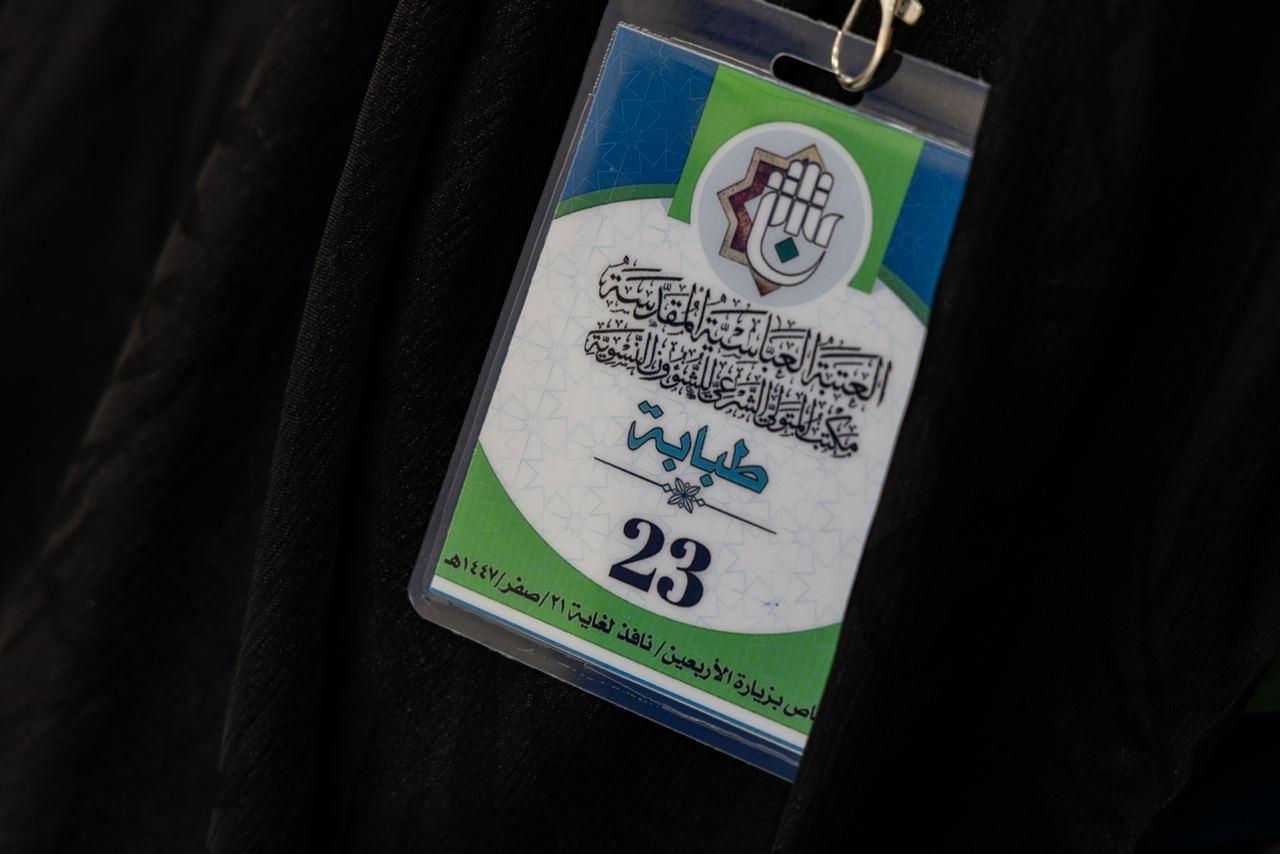 العتبة العباسية المقدسة
مكتب المتولي الشرعي للشؤون النسوية
طبابة
23
بزيارة الأربعين/ نافذ لغاية ٢١/صفر/١٤٤٧هـ